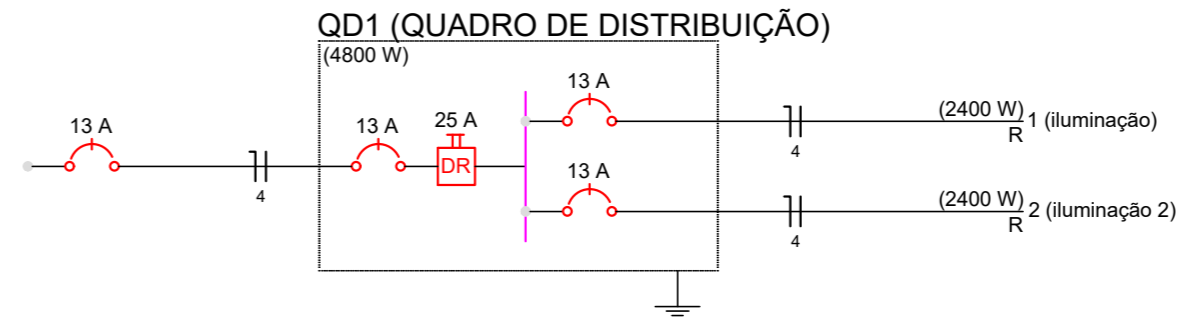 QD1 (QUADRO DE DISTRIBUIÇÃO)
(4800 W)
13 A
4
13 A
25 A
DR
13 A
4
(2400 W)
R
1 (iluminação)
13 A
4
(2400 W)
R
2 (iluminação 2)